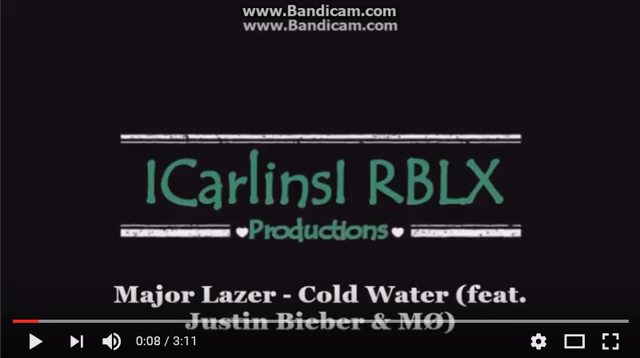 www.Bandicam.com
www.Bandicam.com
ICarlinsI RBLX
Productions
Major Lazer - Cold Water (feat.
Justin Bieber & MØ)
0:08 / 3:11